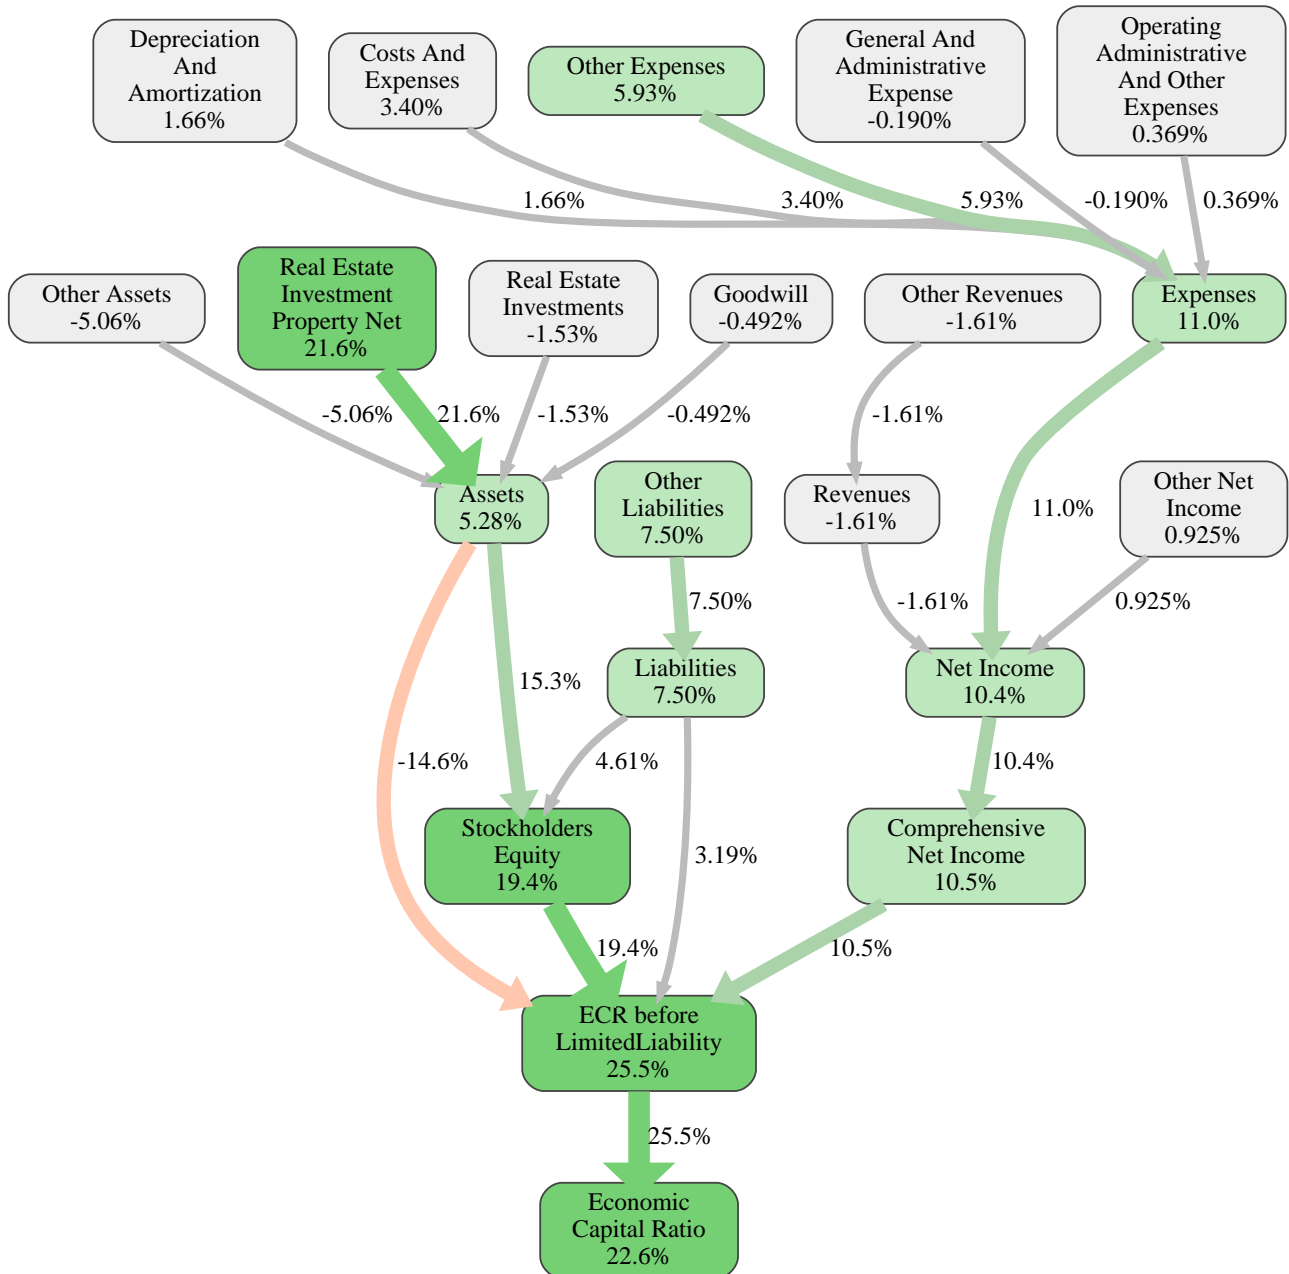 Depreciation
And
Amortization
1.66%
Costs And
Expenses
3.40%
Other Expenses
5.93%
General And
Administrative
Expense
-0.190%
Operating
Administrative
And Other
Expenses
0.369%
1.66%
3.40%
5.93%
-0.190%
0.369%
Other Assets
-5.06%
Real Estate
Investment
Property Net
21.6%
Real Estate
Investments
-1.53%
Goodwill
-0.492%
Other Revenues
-1.61%
Expenses
11.0%
-5.06%
21.6%
-1.53%
-0.492%
-1.61%
11.0%
Assets
5.28%
Other
Liabilities
7.50%
Revenues
-1.61%
Other Net
Income
0.925%
7.50%
-1.61%
0.925%
15.3%
Liabilities
7.50%
Net Income
10.4%
-14.6%
4.61%
10.4%
3.19%
Stockholders
Equity
19.4%
Comprehensive
Net Income
10.5%
19.4%
10.5%
ECR before
LimitedLiability
25.5%
25.5%
Economic
Capital Ratio
22.6%